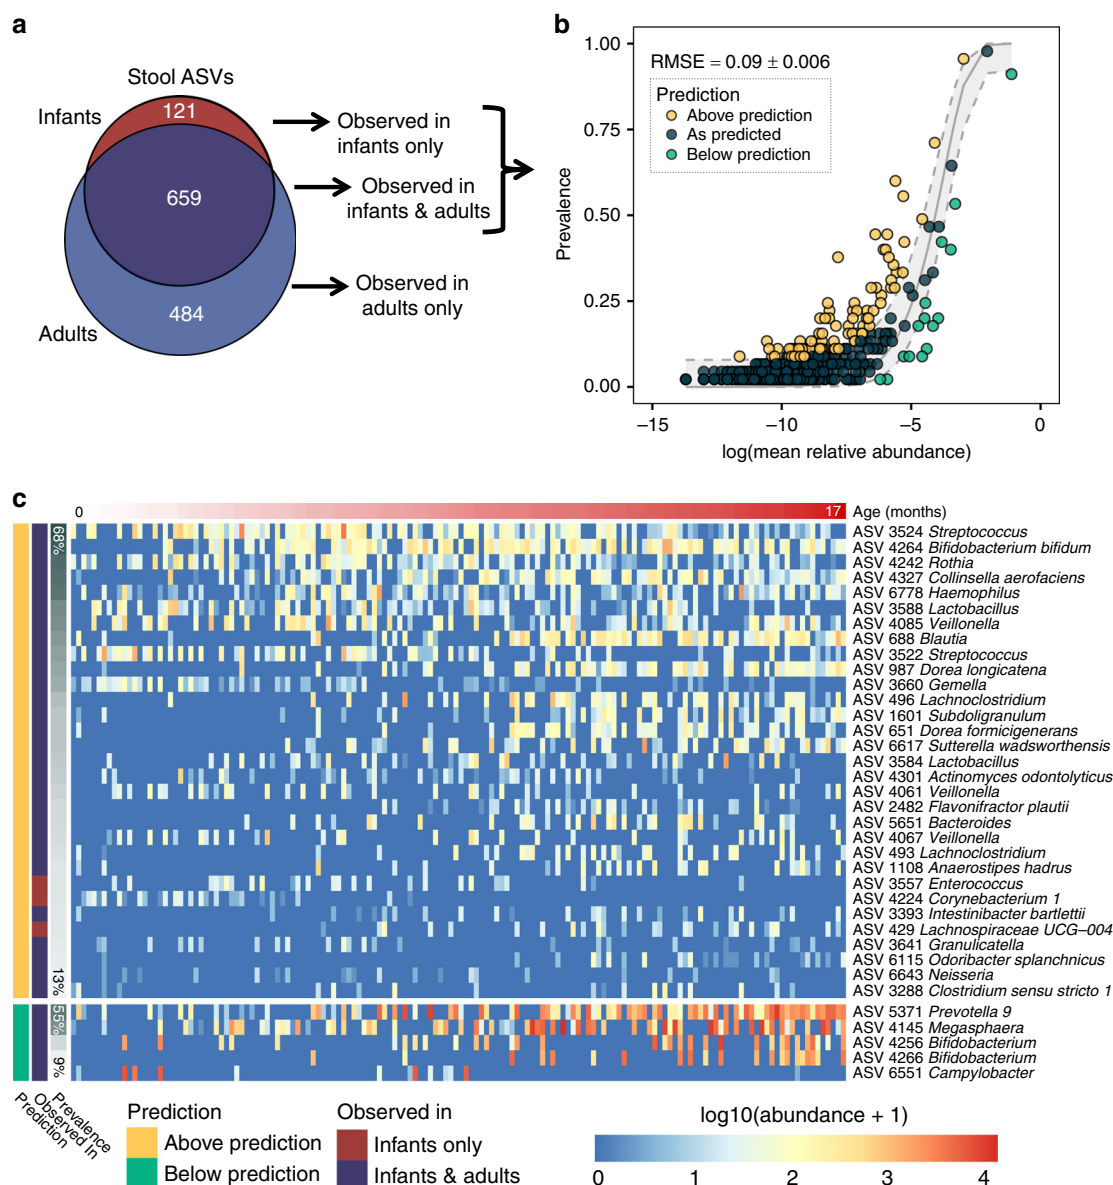 a
Stool ASVs
Infants
121
659
484
Adults
Observed in
infants only
Observed in
infants & adults
Observed in
adults only
b
RMSE = 0.09 ± 0.006
Prediction
Above prediction
As predicted
Below prediction
Prevalence
1.00
0.75
0.50
0.25
0.00
−15
−10
−5
0
log(mean relative abundance)
c
0
17
Age (months)
68%
13%
55%
9%
ASV 3524 Streptococcus
ASV 4264 Bifidobacterium bifidum
ASV 4242 Rothia
ASV 4327 Collinsella aerofaciens
ASV 6778 Haemophilus
ASV 3588 Lactobacillus
ASV 4085 Veillonella
ASV 688 Blautia
ASV 3522 Streptococcus
ASV 987 Dorea longicatena
ASV 3660 Gemella
ASV 496 Lachnoclostridium
ASV 1601 Subdoligranulum
ASV 651 Dorea formicigenerans
ASV 6617 Sutterella wadsworthensis
ASV 3584 Lactobacillus
ASV 4301 Actinomyces odontolyticus
ASV 4061 Veillonella
ASV 2482 Flavonifractor plautii
ASV 5651 Bacteroides
ASV 4067 Veillonella
ASV 493 Lachnoclostridium
ASV 1108 Anaerostipes hadrus
ASV 3557 Enterococcus
ASV 4224 Corynebacterium 1
ASV 3393 Intestinibacter bartlettii
ASV 429 Lachnospiraceae UCG−004
ASV 3641 Granulicatella
ASV 6115 Odoribacter splanchnicus
ASV 6643 Neisseria
ASV 3288 Clostridium sensu stricto 1
ASV 5371 Prevotella 9
ASV 4145 Megasphaera
ASV 4256 Bifidobacterium
ASV 4266 Bifidobacterium
ASV 6551 Campylobacter
Prevalence
Observed In
Prediction
Prediction
Above prediction
Below prediction
Observed in
Infants only
Infants & adults
log10(abundance + 1)
0
1
2
3
4